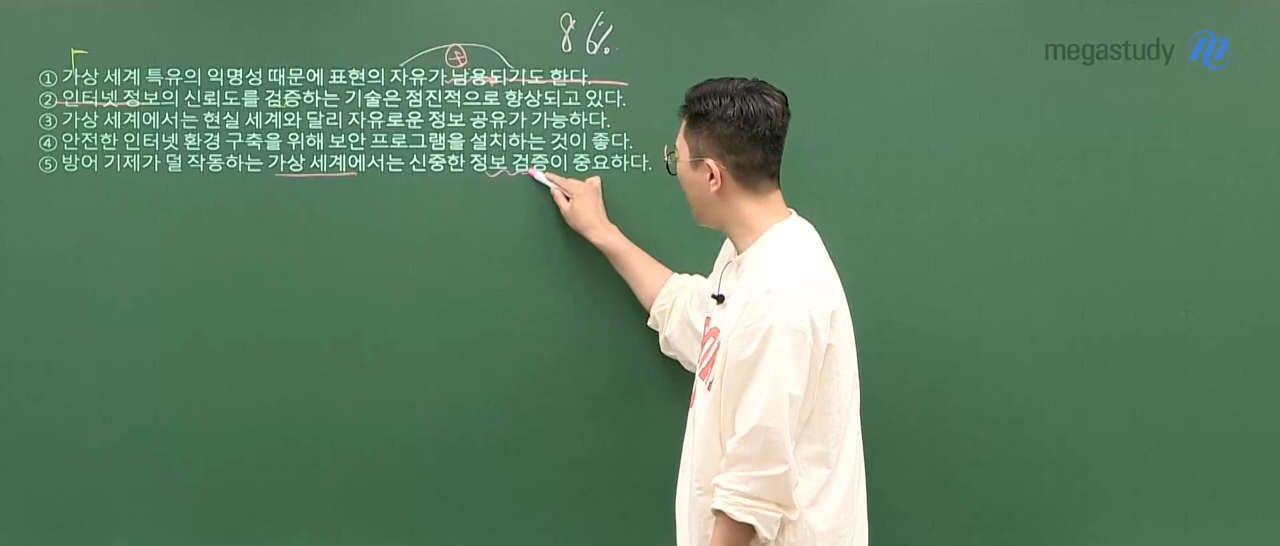 86%
megastudy
① 가상 세계 특유의 익명성 때문에 표현의 자유가 남용되기도 한다.
② 인터넷 정보의 신뢰도를 검증하는 기술은 점진적으로 향상되고 있다.
③ 가상 세계에서는 현실 세계와 달리 자유로운 정보 공유가 가능하다.
④ 안전한 인터넷 환경 구축을 위해 보안 프로그램을 설치하는 것이 좋다.
⑤ 방어 기제가 덜 작동하는 가상 세계에서는 신중한 정보 검증이 중요하다.